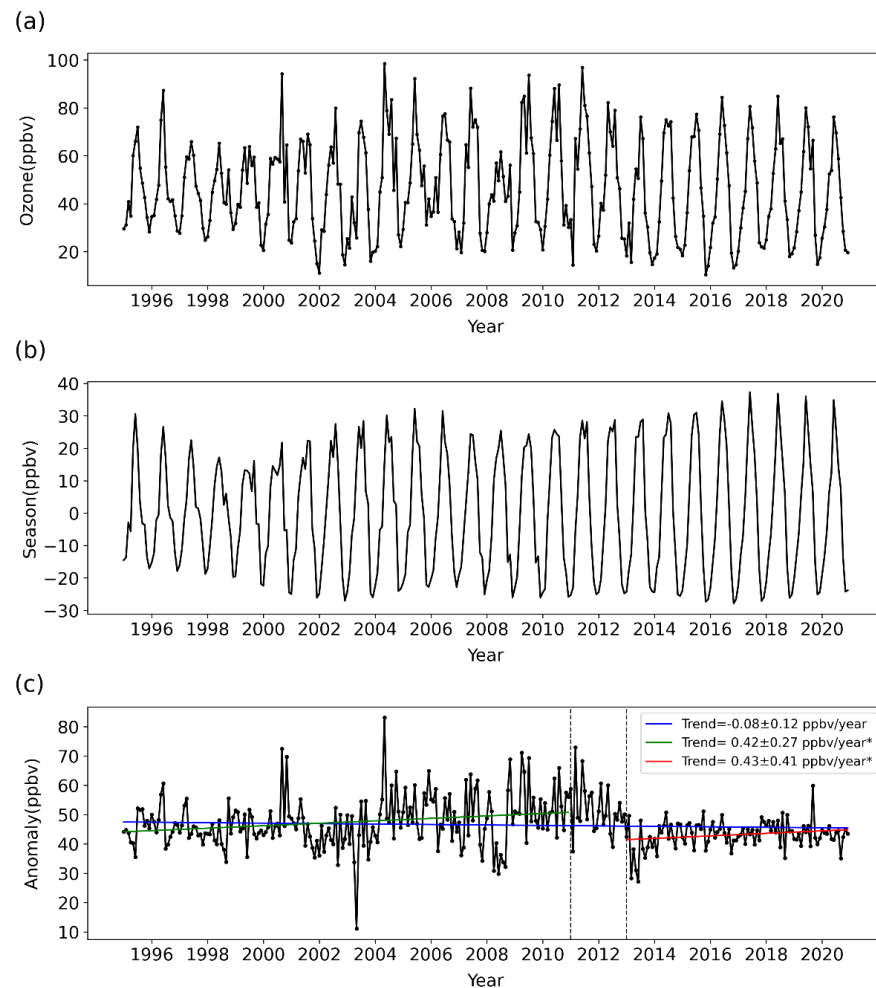 (a)
100
80
60
40
20
Ozone(ppbv)
1996 1998 2000 2002 2004 2006 2008 2010 2012 2014 2016 2018 2020
Year
(b)
40
30
20
10
0
−10
−20
−30
Season(ppbv)
1996 1998 2000 2002 2004 2006 2008 2010 2012 2014 2016 2018 2020
Year
(c)
80
70
60
50
40
30
20
10
Anomaly(ppbv)
Trend=-0.08±0.12 ppbv/year
Trend= 0.42±0.27 ppbv/year*
Trend= 0.43±0.41 ppbv/year*
1996 1998 2000 2002 2004 2006 2008 2010 2012 2014 2016 2018 2020
Year